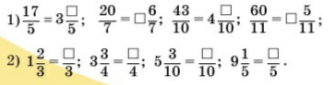 1) 17/5 = 3 □/5; 20/7 = □ 6/7; 43/10 = 4 □/10; 60/11 = □ 5/11;
2) 1 2/3 = □/3; 3 3/4 = □/4; 5 3/10 = □/10; 9 1/5 = □/5.